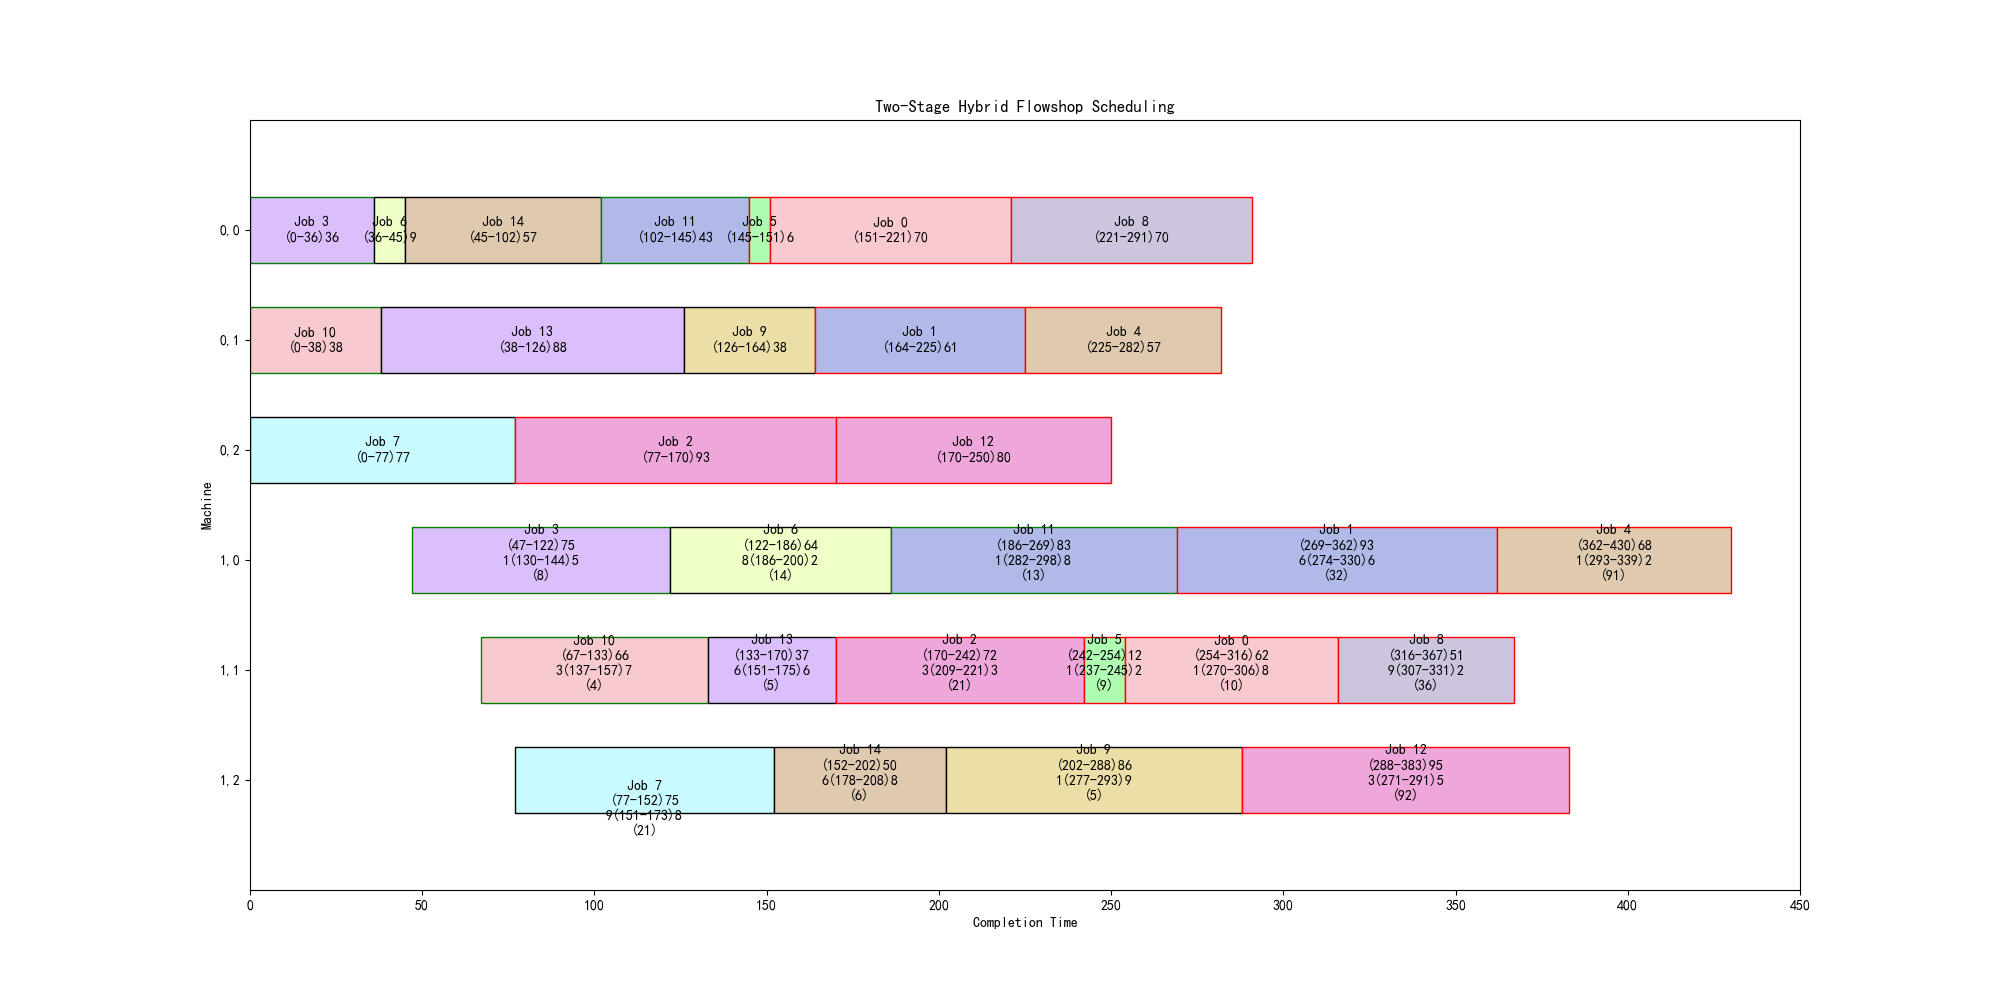 Two-Stage Hybrid Flowshop Scheduling
0,0
Job 3
(0-36)36
Job 6
(36-45)9
Job 14
(45-102)57
Job 11
(102-145)43
Job 5
(145-151)6
Job 0
(151-221)70
Job 8
(221-291)70
0,1
Job 10
(0-38)38
Job 13
(38-126)88
Job 9
(126-164)38
Job 1
(164-225)61
Job 4
(225-282)57
0,2
Job 7
(0-77)77
Job 2
(77-170)93
Job 12
(170-250)80
Machine
1,0
Job 3
(47-122)75
1(130-144)5
(8)
Job 6
(122-186)64
8(186-200)2
(14)
Job 11
(186-269)83
1(282-298)8
(13)
Job 1
(269-362)93
6(274-330)6
(32)
Job 4
(362-430)68
1(293-339)2
(91)
1,1
Job 10
(67-133)66
3(137-157)7
(4)
Job 13
(133-170)37
6(151-175)6
(5)
Job 2
(170-242)72
3(209-221)3
(21)
Job 5
(242-254)12
1(237-245)2
(9)
Job 0
(254-316)62
1(270-306)8
(10)
Job 8
(316-367)51
9(307-331)2
(36)
1,2
Job 7
(77-152)75
9(151-173)8
(21)
Job 14
(152-202)50
6(178-208)8
(6)
Job 9
(202-288)86
1(277-293)9
(5)
Job 12
(288-383)95
3(271-291)5
(92)
0 50 100 150 200 250 300 350 400 450
Completion Time